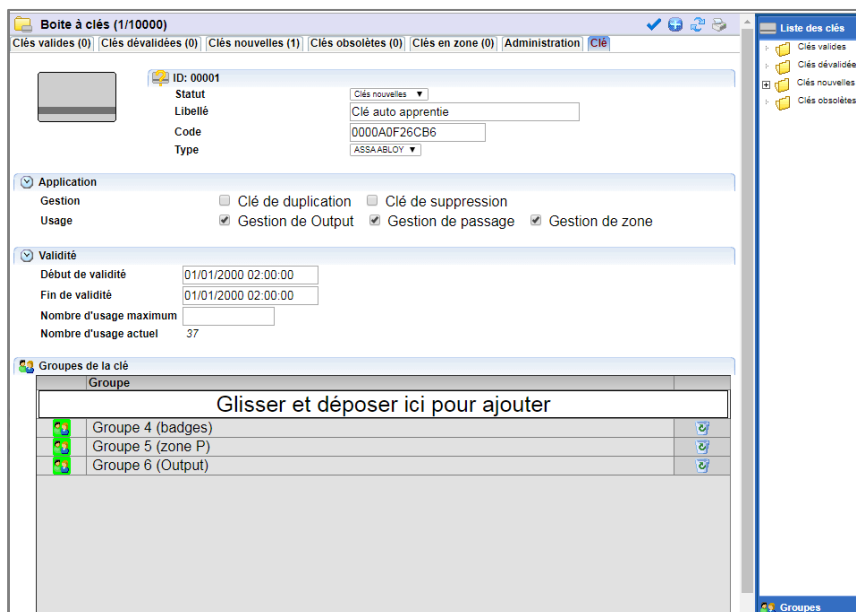 Boite à clés (1/10000)
Clés valides (0) Clés dévalidées (0) Clés nouvelles (1) Clés obsolètes (0) Clés en zone (0) Administration Clé
ID: 00001
Statut Clés nouvelles
Libellé Clé auto apprentie
Code 0000A0F26CB6
Type ASSAABLOY
Application
Gestion Clé de duplication Clé de suppression
Usage Gestion de Output Gestion de passage Gestion de zone
Validité
Début de validité 01/01/2000 02:00:00
Fin de validité 01/01/2000 02:00:00
Nombre d'usage maximum
Nombre d'usage actuel 37
Groupes de la clé
Groupe
Glisser et déposer ici pour ajouter
Groupe 4 (badges)
Groupe 5 (zone P)
Groupe 6 (Output)
Liste des clés
Clés valides
Clés dévalidée
Clés nouvelles
Clés obsolètes
Groupes